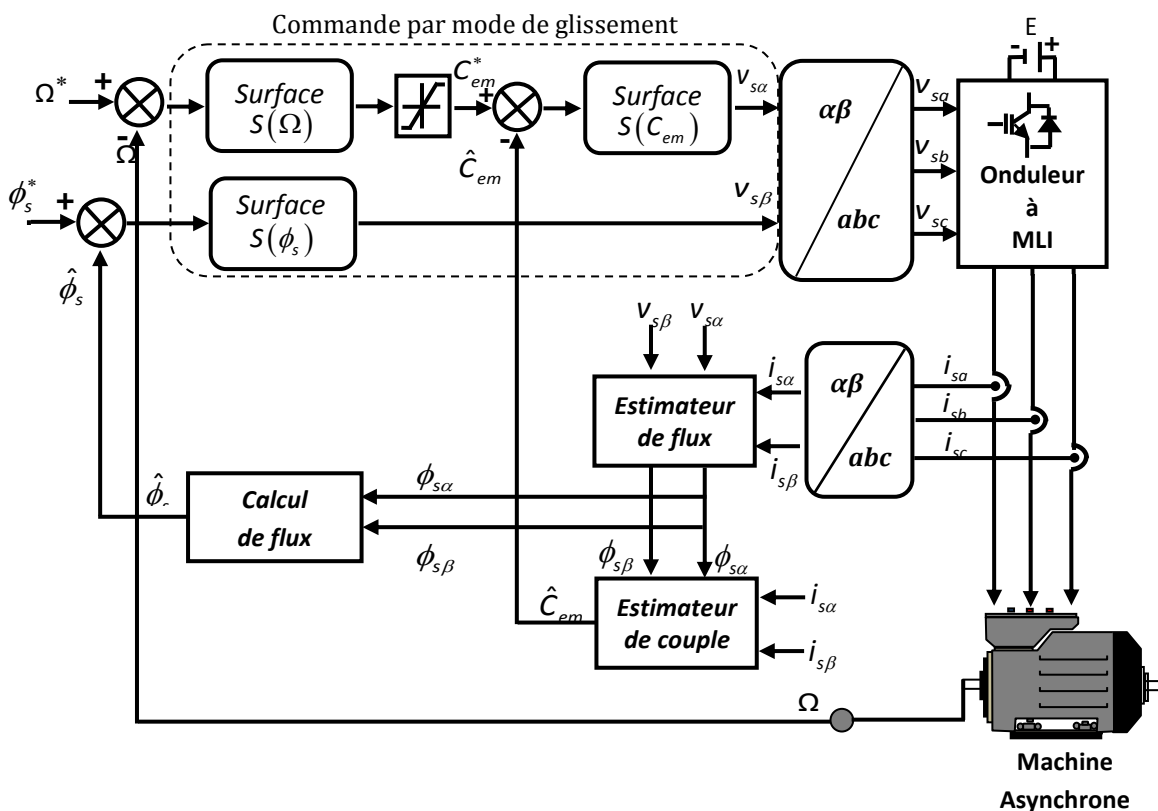 Commande par mode de glissement
E
- +
Ω*
+
-
Ω
Surface
S(Ω)
C*em
+
-
Ĉem
Surface
S(Cem)
vsα
αβ
abc
vsa
vsb
vsc
Onduleur
à
MLI
ϕ*s
+
Surface
S(ϕs)
vsβ
ϕ̂s
vsβ
vsα
Estimateur
de flux
isα
isβ
αβ
abc
isa
isb
isc
ϕ̂s
Calcul
de flux
ϕsα
ϕsβ
ϕsβ
ϕsα
Ĉem
Estimateur
de couple
isα
isβ
Ω
Machine
Asynchrone